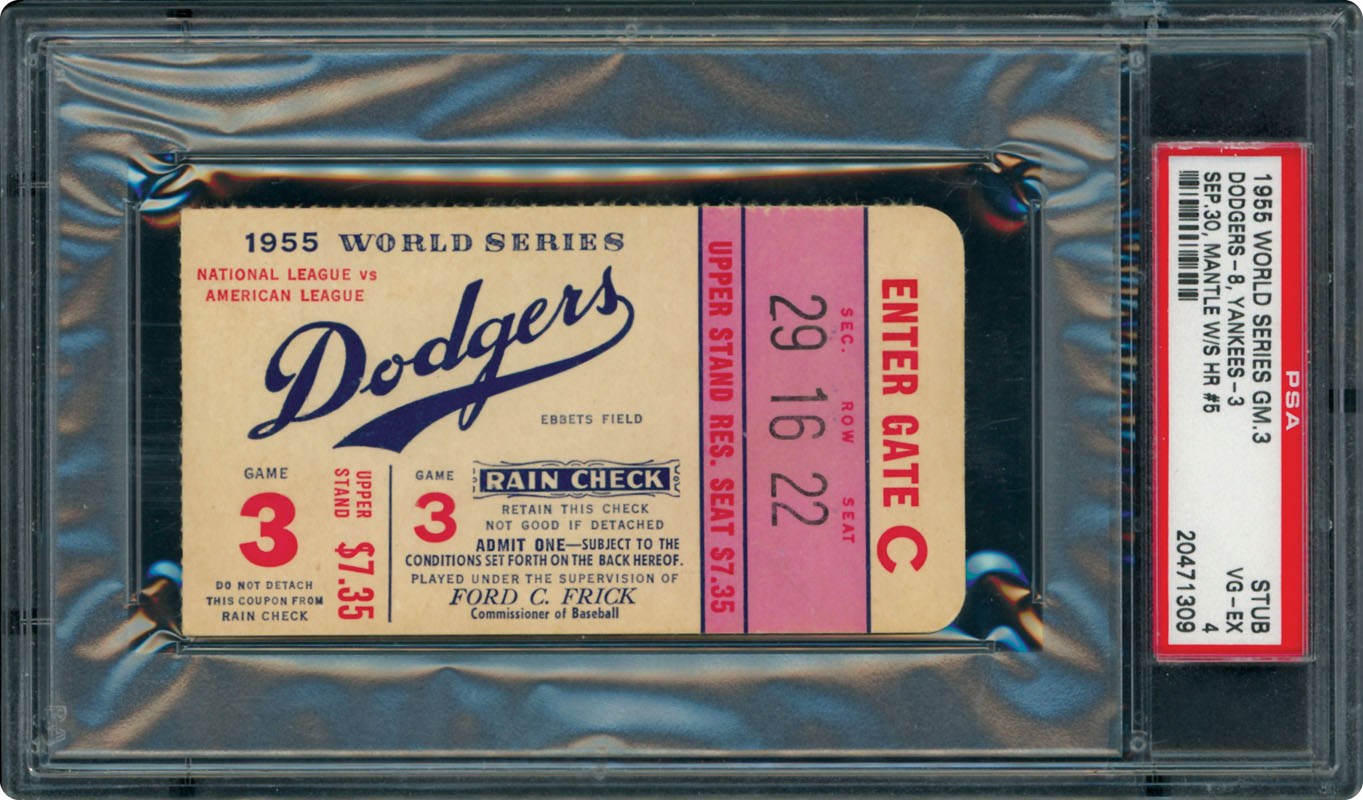 1955 WORLD SERIES
NATIONAL LEAGUE vs
AMERICAN LEAGUE
Dodgers
EBBETS FIELD
GAME
3
DO NOT DETACH
THIS COUPON FROM
RAIN CHECK
UPPER
STAND $7.35
GAME
3
RAIN CHECK
RETAIN THIS CHECK
NOT GOOD IF DETACHED
ADMIT ONE—SUBJECT TO THE
CONDITIONS SET FORTH ON THE BACK HEREOF.
PLAYED UNDER THE SUPERVISION OF
FORD C. FRICK
Commissioner of Baseball
UPPER STAND RES. SEAT $7.35
SEC. ROW SEAT
29 16 22
ENTER GATE C
PSA
1955 WORLD SERIES GM.3 STUB
DODGERS-8, YANKEES-3 VG-EX
SEP.30, MANTLE W/S HR #5 4
20471309